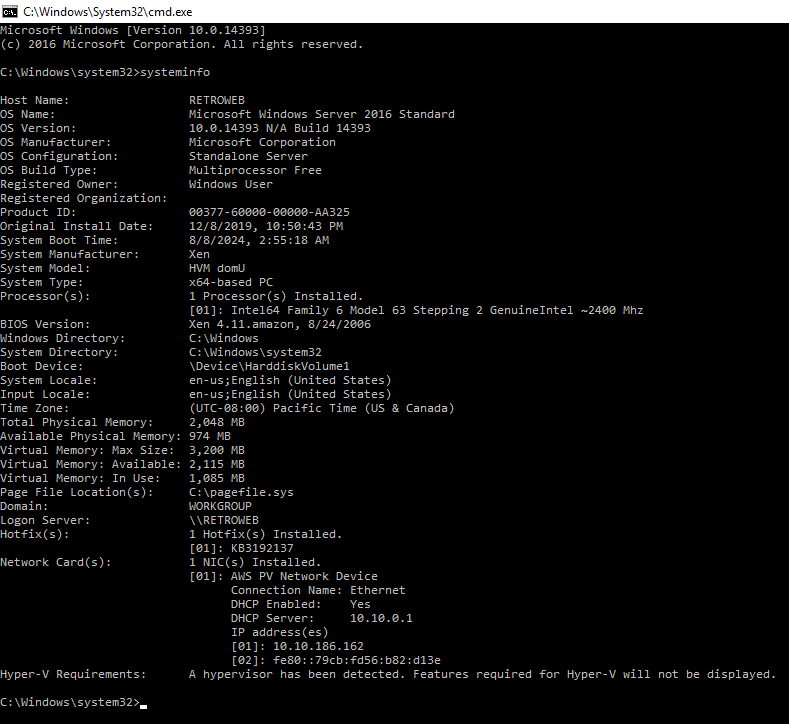 C:\Windows\System32\cmd.exe
Microsoft Windows [Version 10.0.14393]
(c) 2016 Microsoft Corporation. All rights reserved.
C:\Windows\system32>systeminfo
Host Name: RETROWEB
OS Name: Microsoft Windows Server 2016 Standard
OS Version: 10.0.14393 N/A Build 14393
OS Manufacturer: Microsoft Corporation
OS Configuration: Standalone Server
OS Build Type: Multiprocessor Free
Registered Owner: Windows User
Registered Organization:
Product ID: 00377-60000-00000-AA325
Original Install Date: 12/8/2019, 10:50:43 PM
System Boot Time: 8/8/2024, 2:55:18 AM
System Manufacturer: Xen
System Model: HVM domU
System Type: x64-based PC
Processor(s): 1 Processor(s) Installed.
[01]: Intel64 Family 6 Model 63 Stepping 2 GenuineIntel ~2400 Mhz
BIOS Version: Xen 4.11.amazon, 8/24/2006
Windows Directory: C:\Windows
System Directory: C:\Windows\system32
Boot Device: \Device\HarddiskVolume1
System Locale: en-us;English (United States)
Input Locale: en-us;English (United States)
Time Zone: (UTC-08:00) Pacific Time (US & Canada)
Total Physical Memory: 2,048 MB
Available Physical Memory: 974 MB
Virtual Memory: Max Size: 3,200 MB
Virtual Memory: Available: 2,115 MB
Virtual Memory: In Use: 1,085 MB
Page File Location(s): C:\pagefile.sys
Domain: WORKGROUP
Logon Server: \\RETROWEB
Hotfix(s): 1 Hotfix(s) Installed.
[01]: KB3192137
Network Card(s): 1 NIC(s) Installed.
[01]: AWS PV Network Device
Connection Name: Ethernet
DHCP Enabled: Yes
DHCP Server: 10.10.0.1
IP address(es)
[01]: 10.10.186.162
[02]: fe80::79cb:fd56:b82:d13e
Hyper-V Requirements: A hypervisor has been detected. Features required for Hyper-V will not be displayed.
C:\Windows\system32>